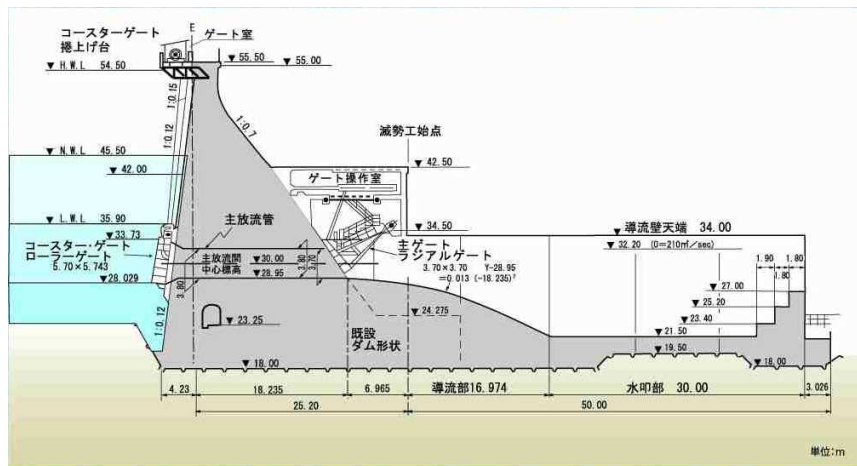 コースターゲート
捲上げ台
E
ゲート室
▼55.50
▼55.00
▼H.W.L 54.50
1:0.15
1:0.12
1:0.7
減勢工始点
▼N.W.L 45.50
▼42.00
▼42.50
ゲート操作室
▼L.W.L 35.90
▼33.73
主放流管
▼34.50
導流壁天端 34.00
▼32.20 (Q=210㎥/sec)
コースター・ゲート
ローラーゲート
5.70×5.743
主放流関
中心標高
▼30.00
▼28.95
3.80
3.70
主ゲート
ラジアルゲート
3.70×3.70 Y-28.95
=0.013 (-18.235)²
1.90
1.80
1.80
▼28.029
3.80
▼27.00
▼25.20
▼23.40
▼24.275
▼23.25
1:0.12
既設
ダム形状
▼21.50
▼19.50
▼18.00
▼18.00
4.23
18.235
6.965
導流部16.974
水叩部 30.00
3.026
25.20
50.00
単位:m